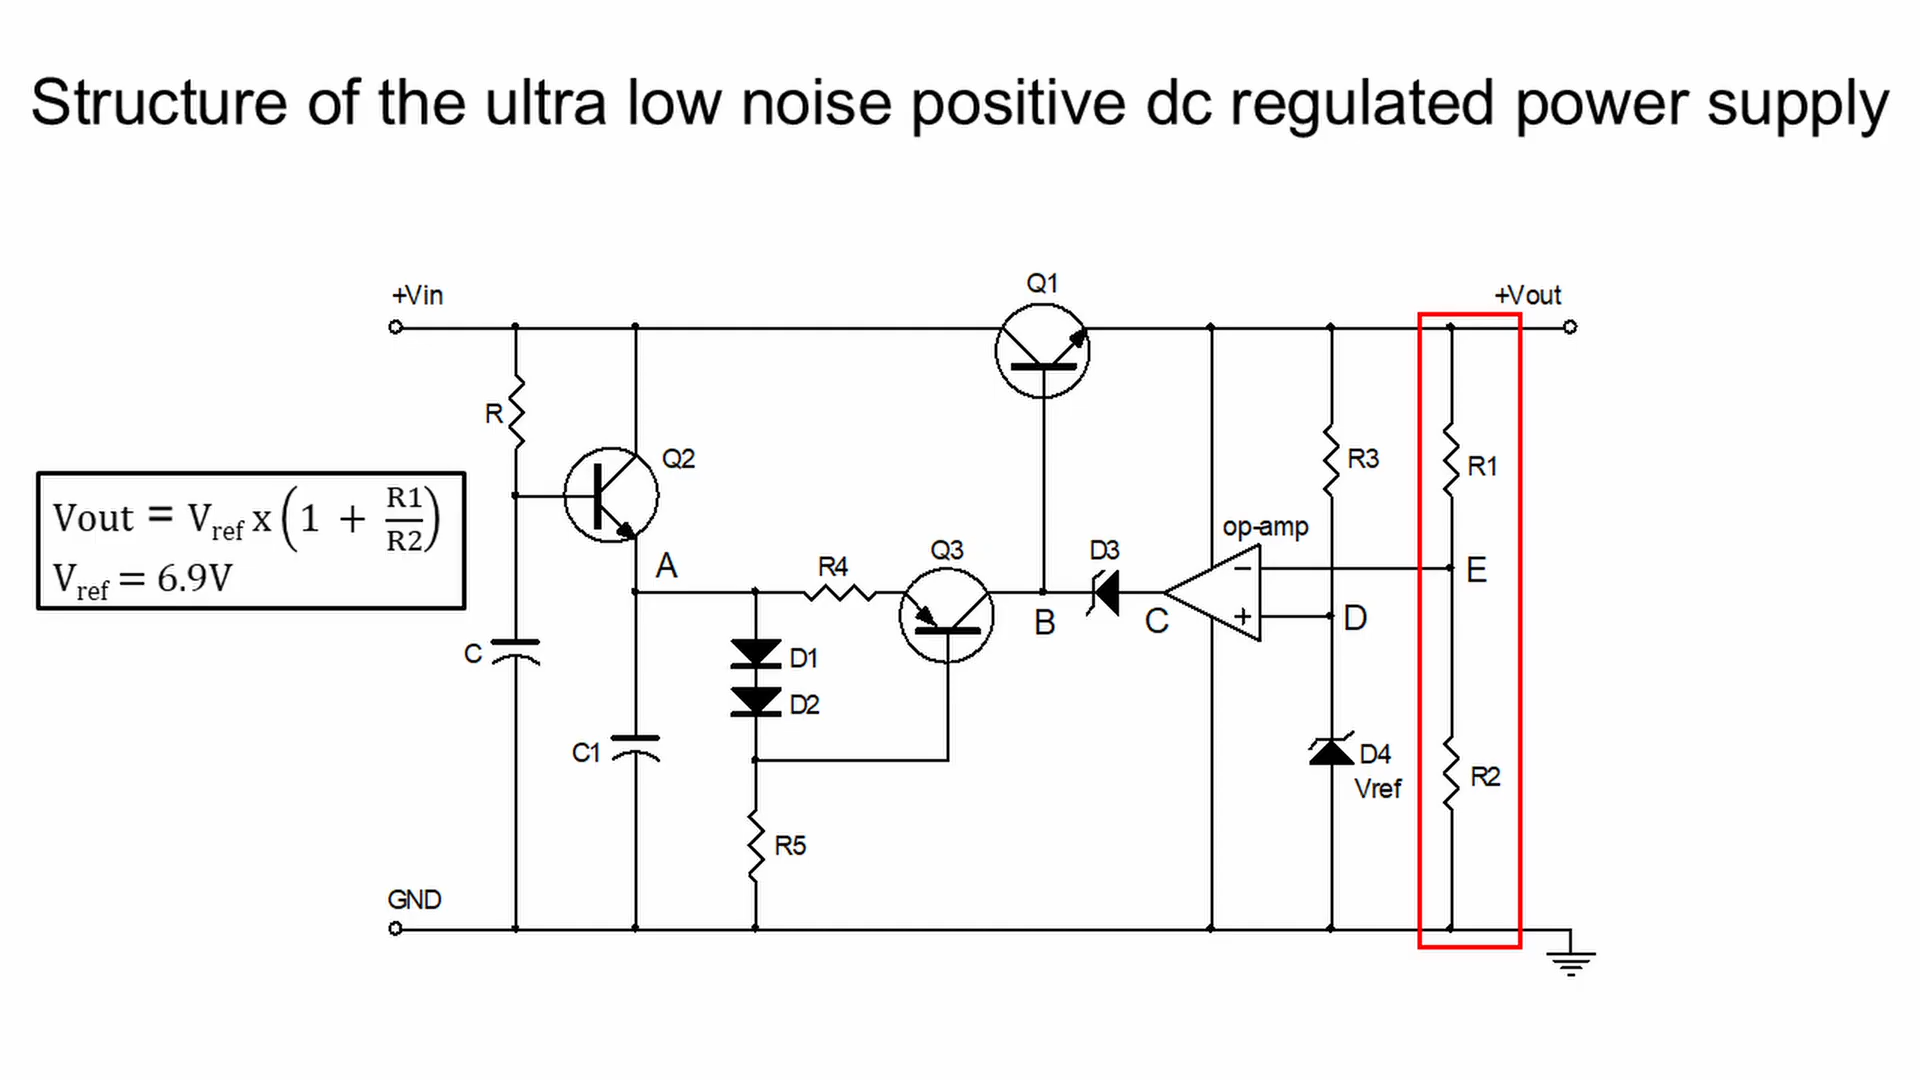 Structure of the ultra low noise positive dc regulated power supply
Q1
+Vin
+Vout
R
Q2
R3
R1
Vout = Vref x (1 + R1/R2)
Vref = 6.9V
op-amp
A
R4
Q3
D3
−
E
B
C
+
D
C
D1
D2
C1
D4
Vref
R2
R5
GND